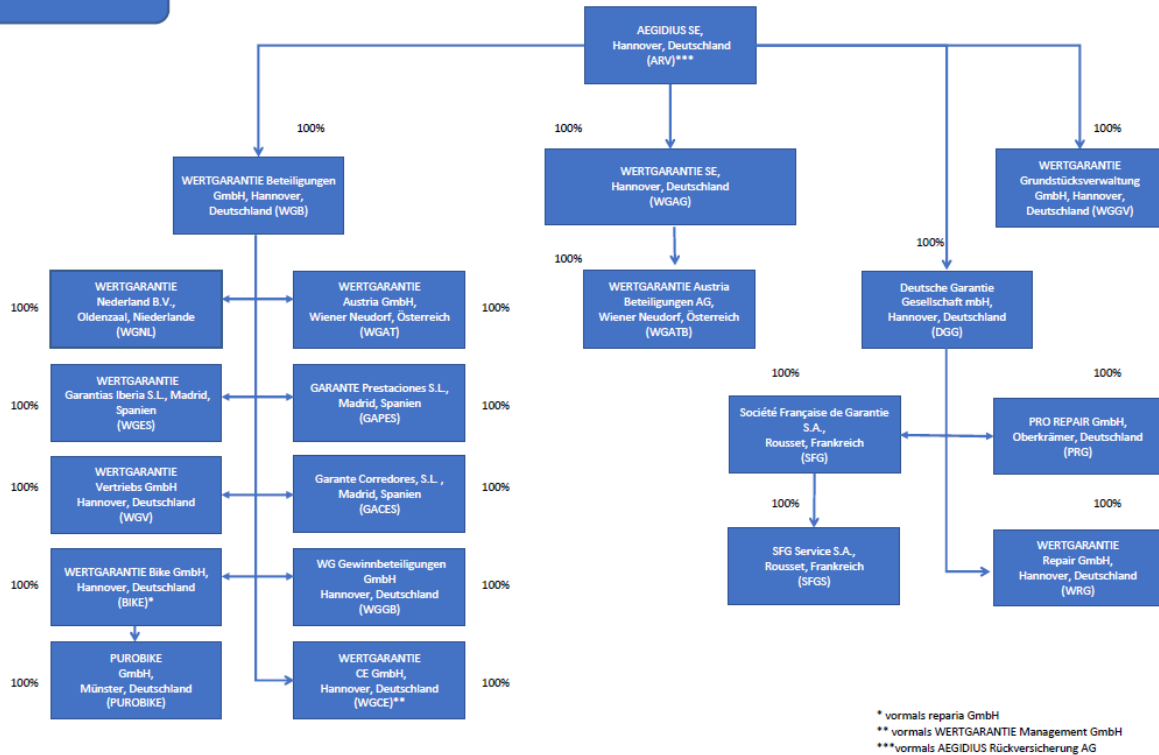 AEGIDIUS SE,
Hannover, Deutschland
(ARV)***
100%
WERTGARANTIE Beteiligungen
GmbH, Hannover,
Deutschland (WGB)
100%
WERTGARANTIE SE,
Hannover, Deutschland
(WGAG)
100%
WERTGARANTIE
Grundstücksverwaltung
GmbH, Hannover,
Deutschland (WGGV)
100%
WERTGARANTIE Austria
Beteiligungen AG,
Wiener Neudorf, Österreich
(WGATB)
100%
Deutsche Garantie
Gesellschaft mbH,
Hannover, Deutschland
(DGG)
100%
WERTGARANTIE
Nederland B.V.,
Oldenzaal, Niederlande
(WGNL)
WERTGARANTIE
Austria GmbH,
Wiener Neudorf, Österreich
(WGAT)
100%
100%
WERTGARANTIE
Garantias Iberia S.L., Madrid,
Spanien
(WGES)
GARANTE Prestaciones S.L.,
Madrid, Spanien
(GAPES)
100%
100%
WERTGARANTIE
Vertriebs GmbH
Hannover, Deutschland
(WGV)
Garante Corredores, S.L. ,
Madrid, Spanien
(GACES)
100%
100%
WERTGARANTIE Bike GmbH,
Hannover, Deutschland
(BIKE)*
WG Gewinnbeteiligungen
GmbH
Hannover, Deutschland
(WGGB)
100%
100%
PUROBIKE
GmbH,
Münster, Deutschland
(PUROBIKE)
WERTGARANTIE
CE GmbH,
Hannover, Deutschland
(WGCE)**
100%
100%
Société Française de Garantie
S.A.,
Rousset, Frankreich
(SFG)
100%
PRO REPAIR GmbH,
Oberkrämer, Deutschland
(PRG)
100%
SFG Service S.A.,
Rousset, Frankreich
(SFGS)
100%
WERTGARANTIE
Repair GmbH,
Hannover, Deutschland
(WRG)
* vormals reparia GmbH
** vormals WERTGARANTIE Management GmbH
***vormals AEGIDIUS Rückversicherung AG